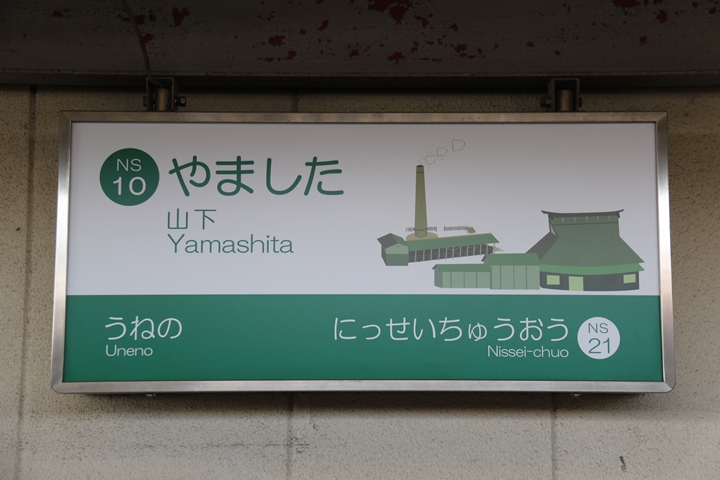 NS
10
やました
山下
Yamashita
うねの
Uneno
にっせいちゅうおう
Nissei-chuo
NS
21